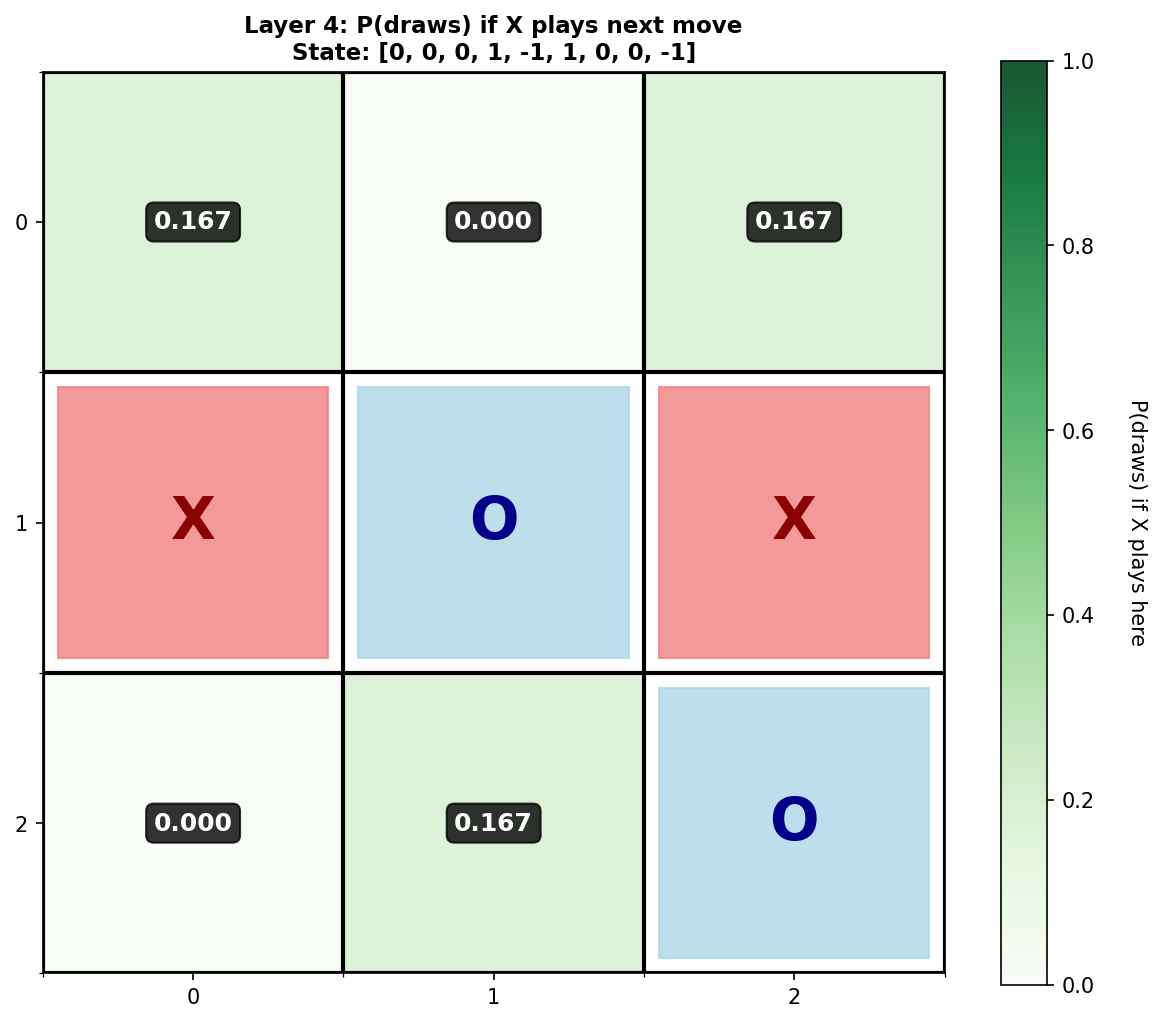 Layer 4: P(draws) if X plays next move
State: [0, 0, 0, 1, -1, 1, 0, 0, -1]
0
0.167
0.000
0.167
1
X
O
X
2
0.000
0.167
O
0
1
2
1.0
0.8
0.6
0.4
0.2
0.0
P(draws) if X plays here